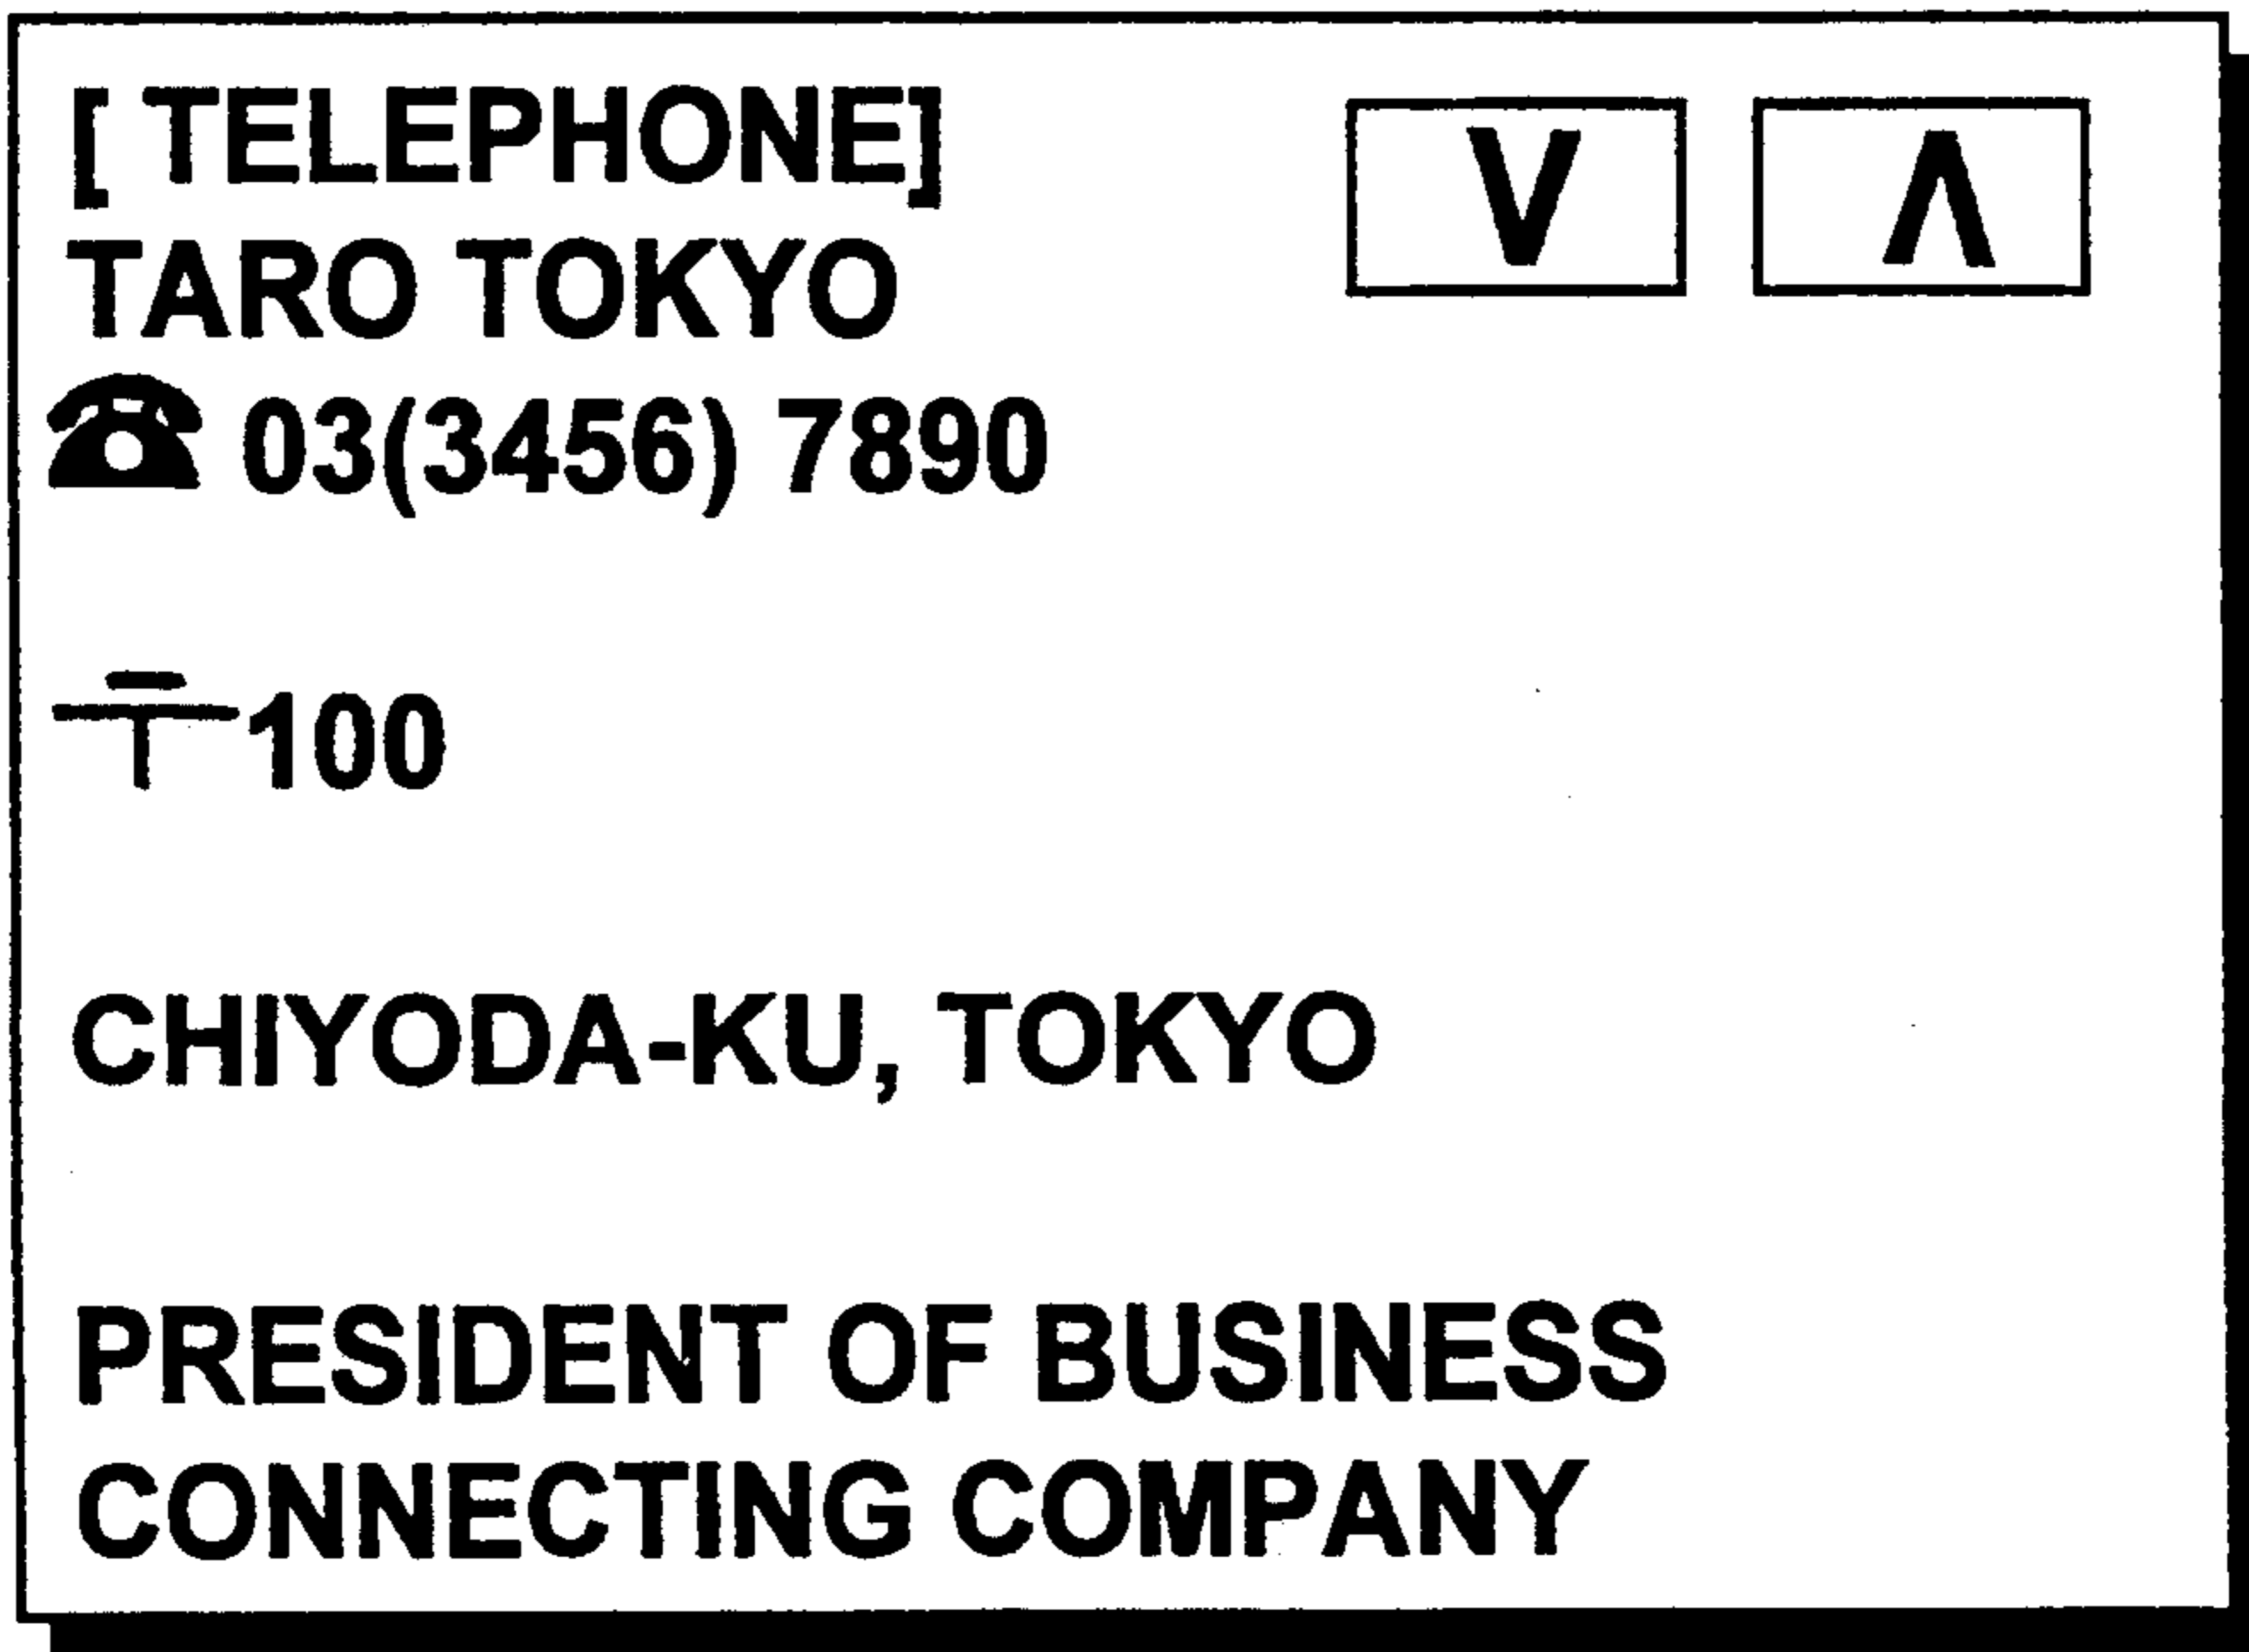 [ TELEPHONE] V Λ
TARO TOKYO
☎ 03(3456) 7890
〒100
CHIYODA-KU, TOKYO
PRESIDENT OF BUSINESS
CONNECTING COMPANY